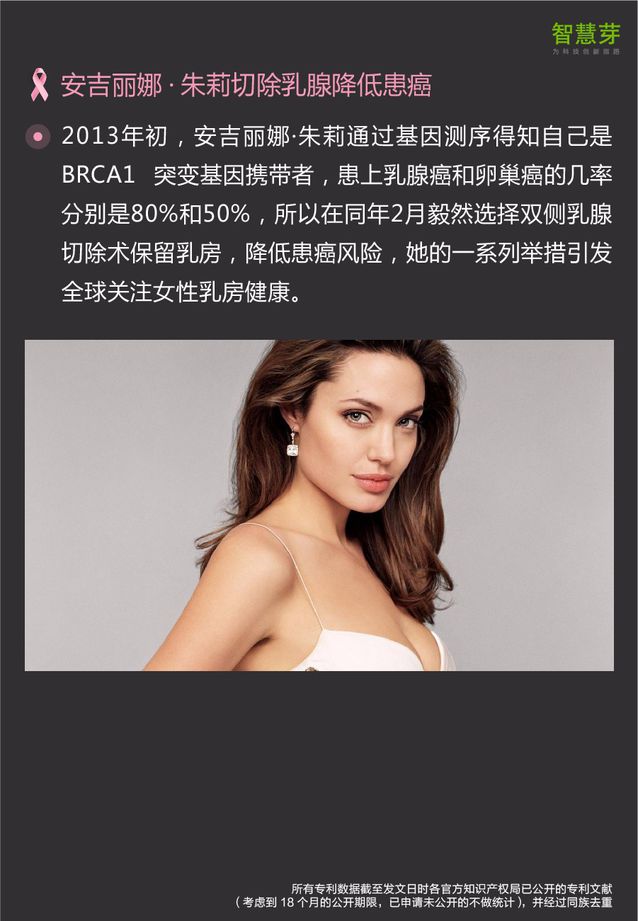 智慧芽
为科技创新指路
安吉丽娜·朱莉切除乳腺降低患癌
2013年初，安吉丽娜·朱莉通过基因测序得知自己是
BRCA1 突变基因携带者，患上乳腺癌和卵巢癌的几率
分别是80%和50%，所以在同年2月毅然选择双侧乳腺
切除术保留乳房，降低患癌风险，她的一系列举措引发
全球关注女性乳房健康。
所有专利数据截至发文日时各官方知识产权局已公开的专利文献
（考虑到 18 个月的公开期限，已申请未公开的不做统计），并经过同族去重